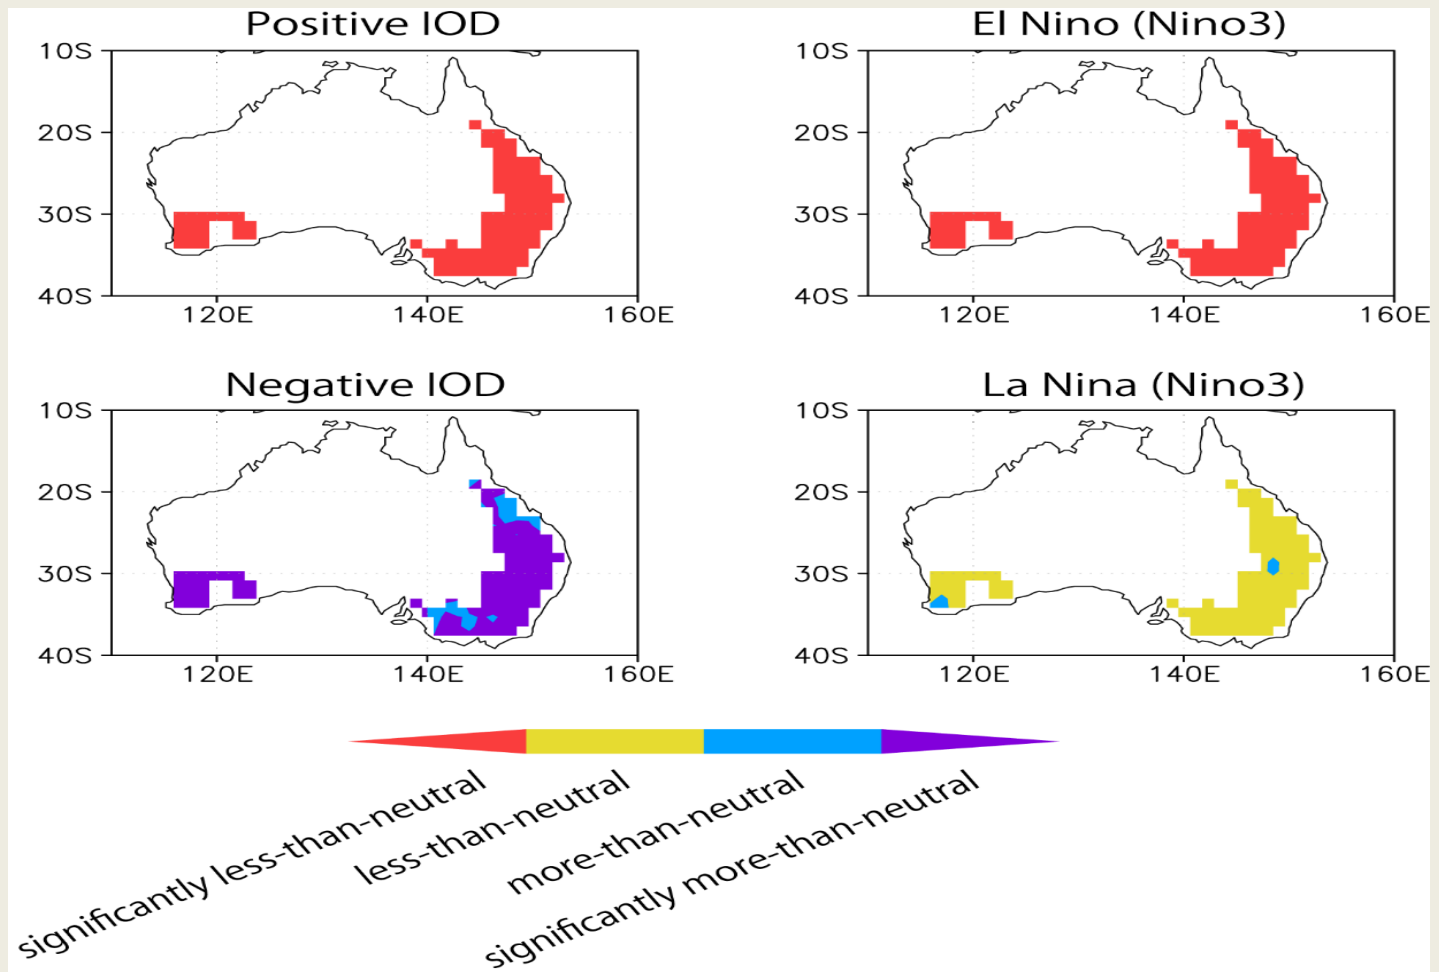 Positive IOD
El Nino (Nino3)
10S
20S
30S
40S
120E 140E 160E
10S
20S
30S
40S
120E 140E 160E
Negative IOD
La Nina (Nino3)
10S
20S
30S
40S
120E 140E 160E
10S
20S
30S
40S
120E 140E 160E
significantly less-than-neutral
less-than-neutral
more-than-neutral
significantly more-than-neutral